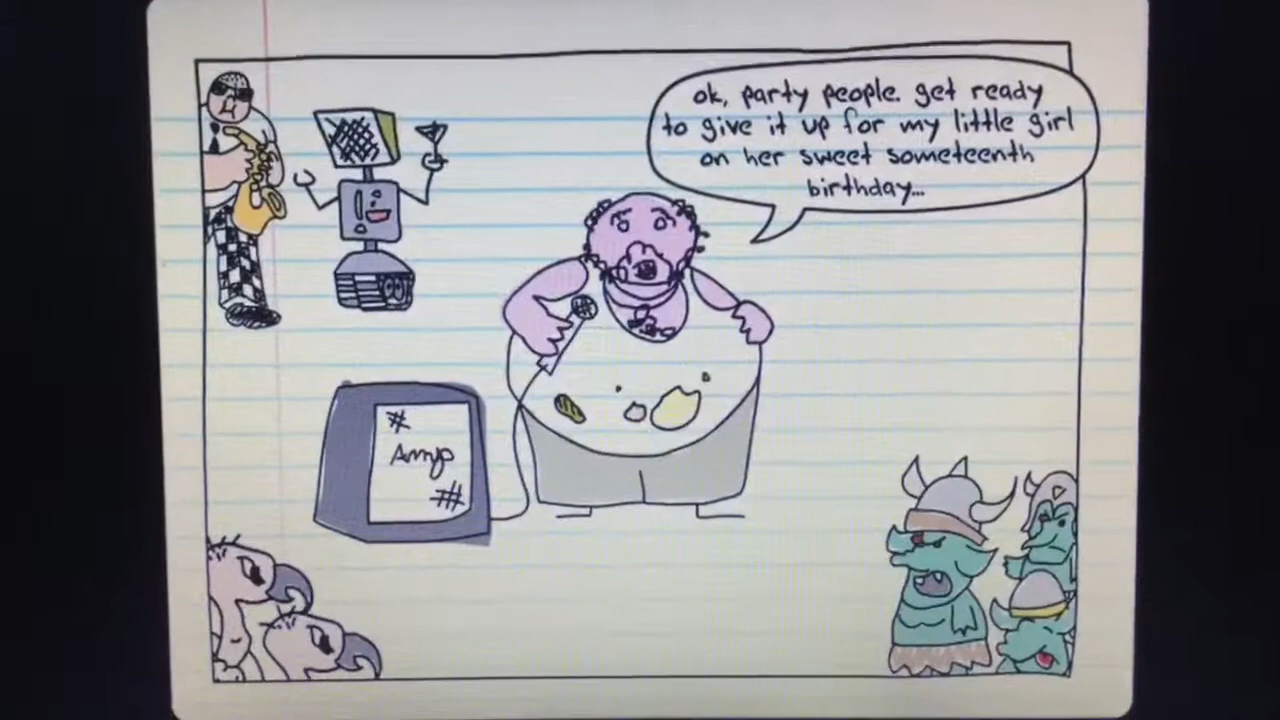 ok, party people. get ready
to give it up for my little girl
on her sweet someteenth
birthday...
Amp